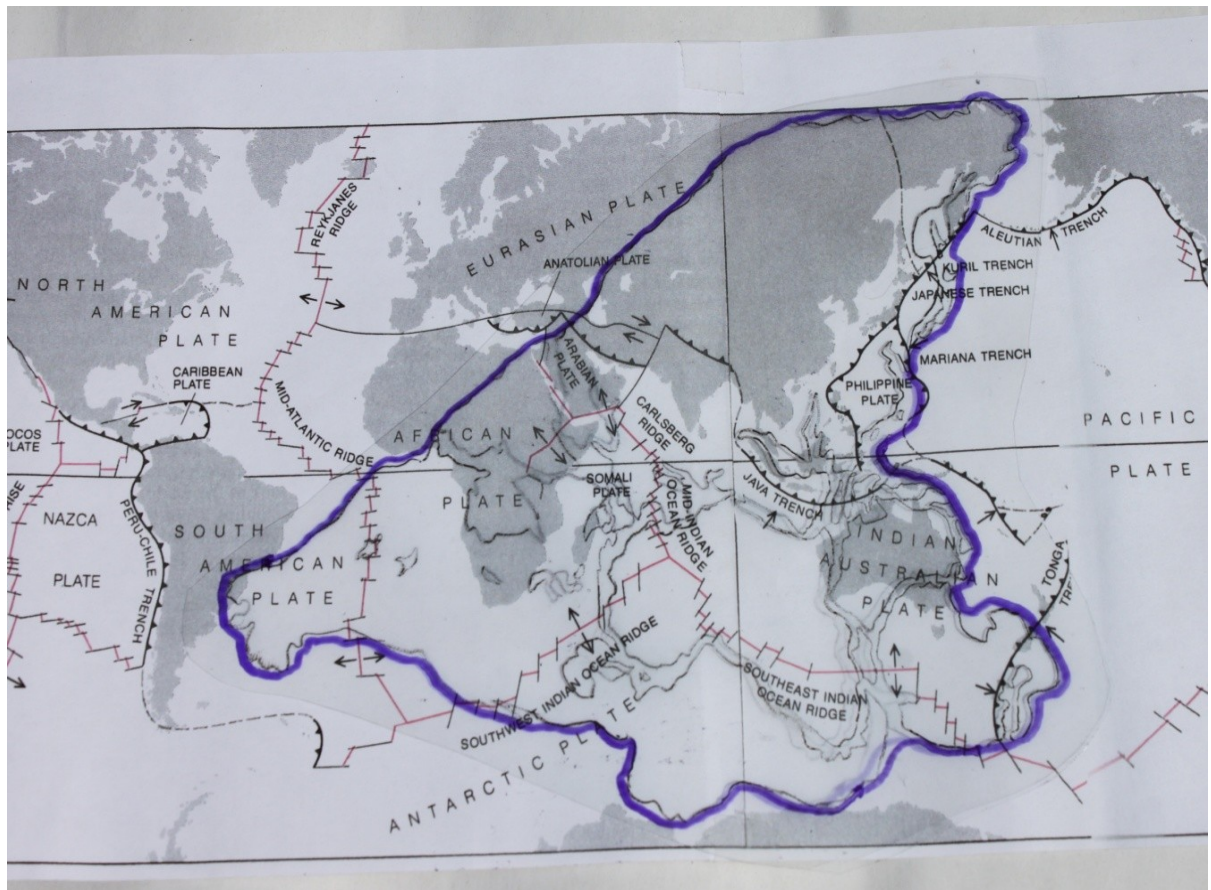 REYKJANES
RIDGE
EURASIAN PLATE
ANATOLIAN PLATE
ALEUTIAN TRENCH
KURIL TRENCH
JAPANESE TRENCH
NORTH
AMERICAN
PLATE
CARIBBEAN
PLATE
MID-ATLANTIC RIDGE
ARABIAN
PLATE
MARIANA TRENCH
PHILIPPINE
PLATE
CARLSBERG
RIDGE
PACIFIC
PLATE
OCOS
PLATE
AFRICAN
PLATE
SOMALI
PLATE
MID-INDIAN
OCEAN RIDGE
JAVA TRENCH
RISE
NAZCA
PLATE
PERU-CHILE TRENCH
SOUTH
AMERICAN
PLATE
INDIAN
AUSTRALIAN
PLATE
TONGA
SOUTHWEST INDIAN OCEAN RIDGE
SOUTHEAST INDIAN
OCEAN RIDGE
ANTARCTIC